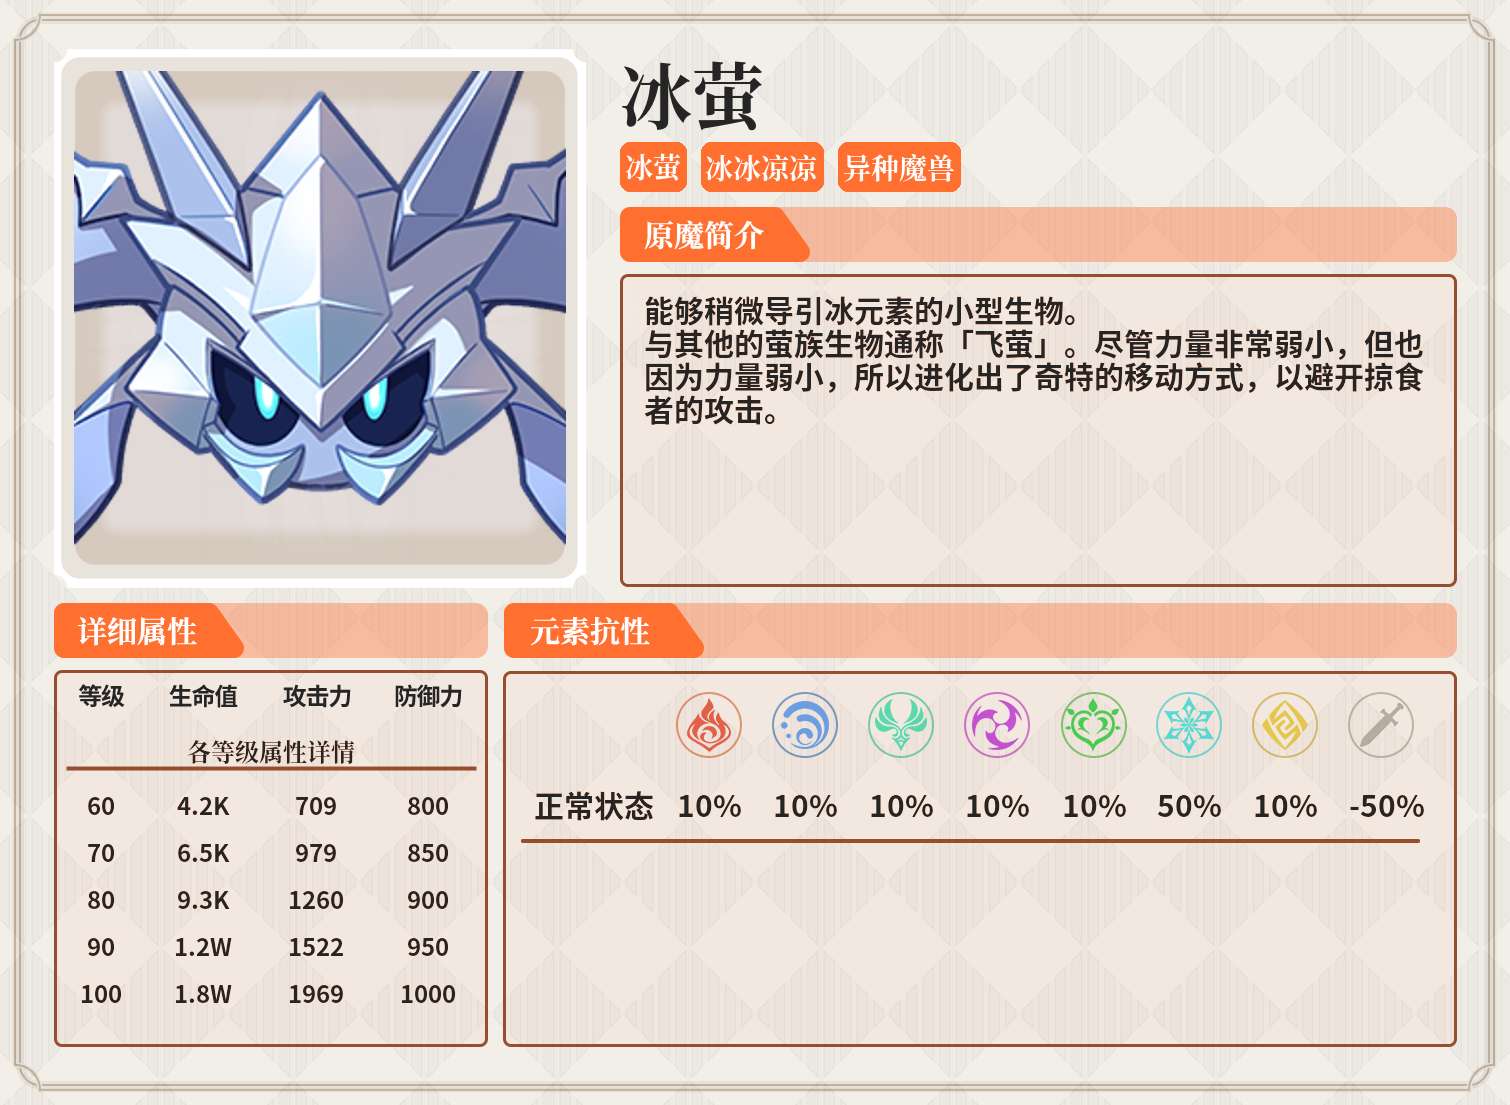 冰萤
冰萤 冰冰凉凉 异种魔兽
原魔简介
能够稍微导引冰元素的小型生物。
与其他的萤族生物通称「飞萤」。尽管力量非常弱小，但也
因为力量弱小，所以进化出了奇特的移动方式，以避开掠食
者的攻击。
详细属性
等级 生命值 攻击力 防御力
各等级属性详情
60 4.2K 709 800
70 6.5K 979 850
80 9.3K 1260 900
90 1.2W 1522 950
100 1.8W 1969 1000
元素抗性
正常状态 10% 10% 10% 10% 10% 50% 10% -50%